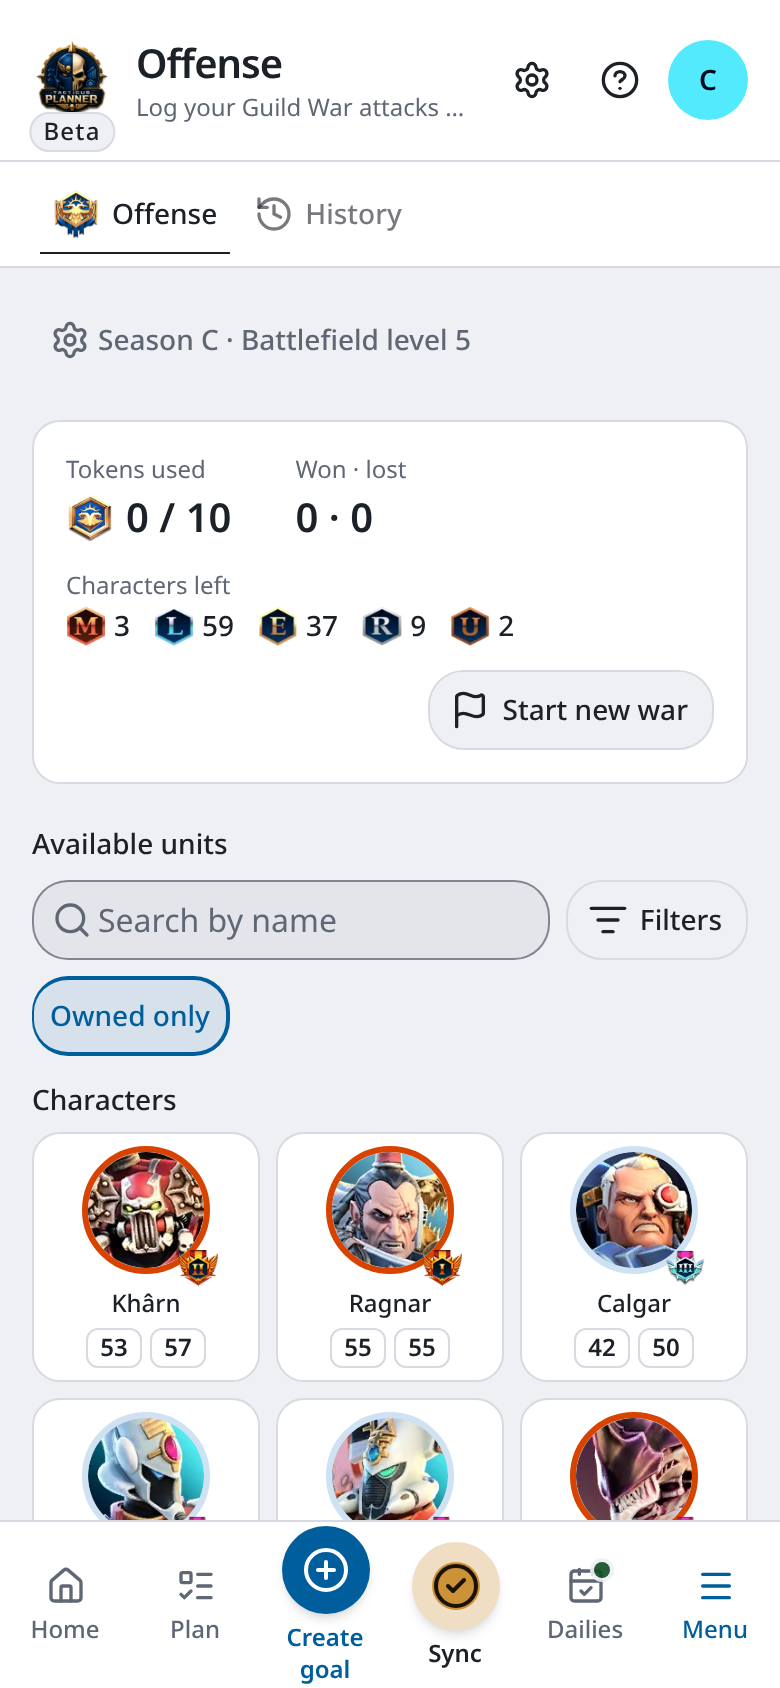 Offense
Log your Guild War attacks ...
TACTICUS
PLANNER
Beta
Offense
History
Season C · Battlefield level 5
Tokens used
Won · lost
0 / 10
0 · 0
Characters left
M 3 L 59 E 37 R 9 U 2
Start new war
Available units
Search by name
Filters
Owned only
Characters
Khârn
Ragnar
Calgar
53 57
55 55
42 50
Home
Plan
Create
goal
Sync
Dailies
Menu
C